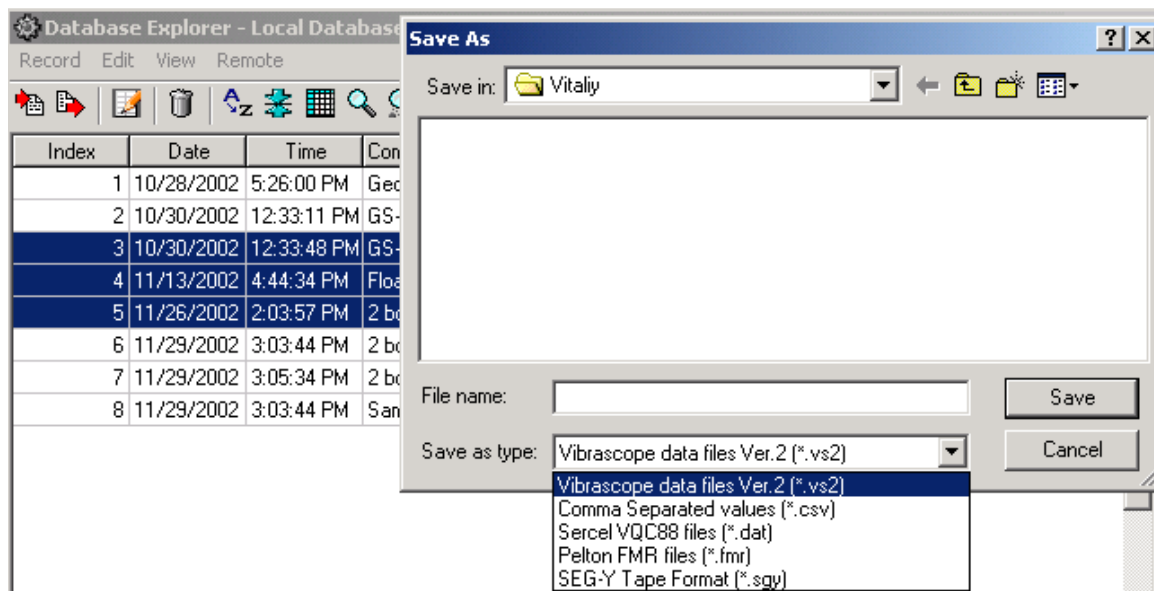 Database Explorer - Local Database
Save As
Record Edit View Remote
Save in: Vitaliy
Index Date Time
1 10/28/2002 5:26:00 PM
2 10/30/2002 12:33:11 PM GS-
3 10/30/2002 12:33:48 PM GS-
4 11/13/2002 4:44:34 PM
5 11/26/2002 2:03:57 PM
6 11/29/2002 3:03:44 PM
7 11/29/2002 3:05:34 PM
8 11/29/2002 3:03:44 PM
File name:
Save
Save as type: Vibrascope data files Ver.2 (*.vs2)
Cancel
Vibrascope data files Ver.2 (*.vs2)
Comma Separated values (*.csv)
Sercel VQC88 files (*.dat)
Pelton FMR files (*.fmr)
SEG-Y Tape Format (*.sgy)